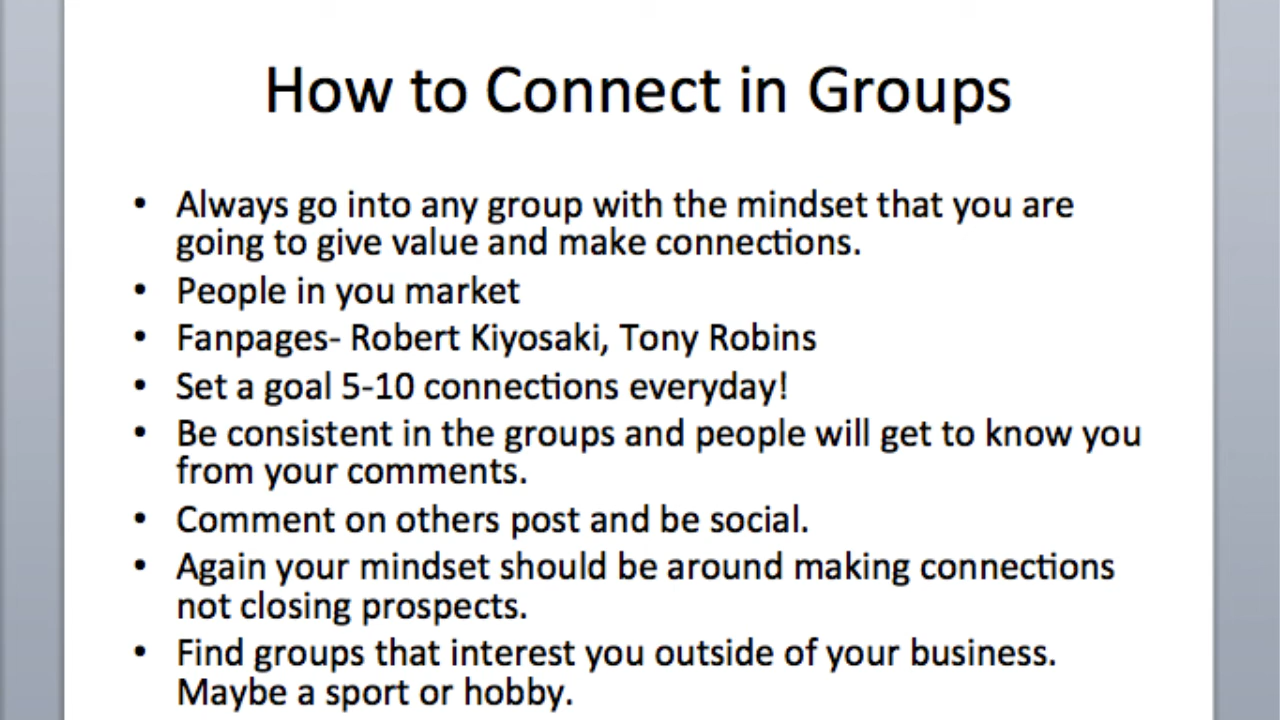 How to Connect in Groups
• Always go into any group with the mindset that you are
going to give value and make connections.
• People in you market
• Fanpages- Robert Kiyosaki, Tony Robins
• Set a goal 5-10 connections everyday!
• Be consistent in the groups and people will get to know you
from your comments.
• Comment on others post and be social.
• Again your mindset should be around making connections
not closing prospects.
• Find groups that interest you outside of your business.
Maybe a sport or hobby.